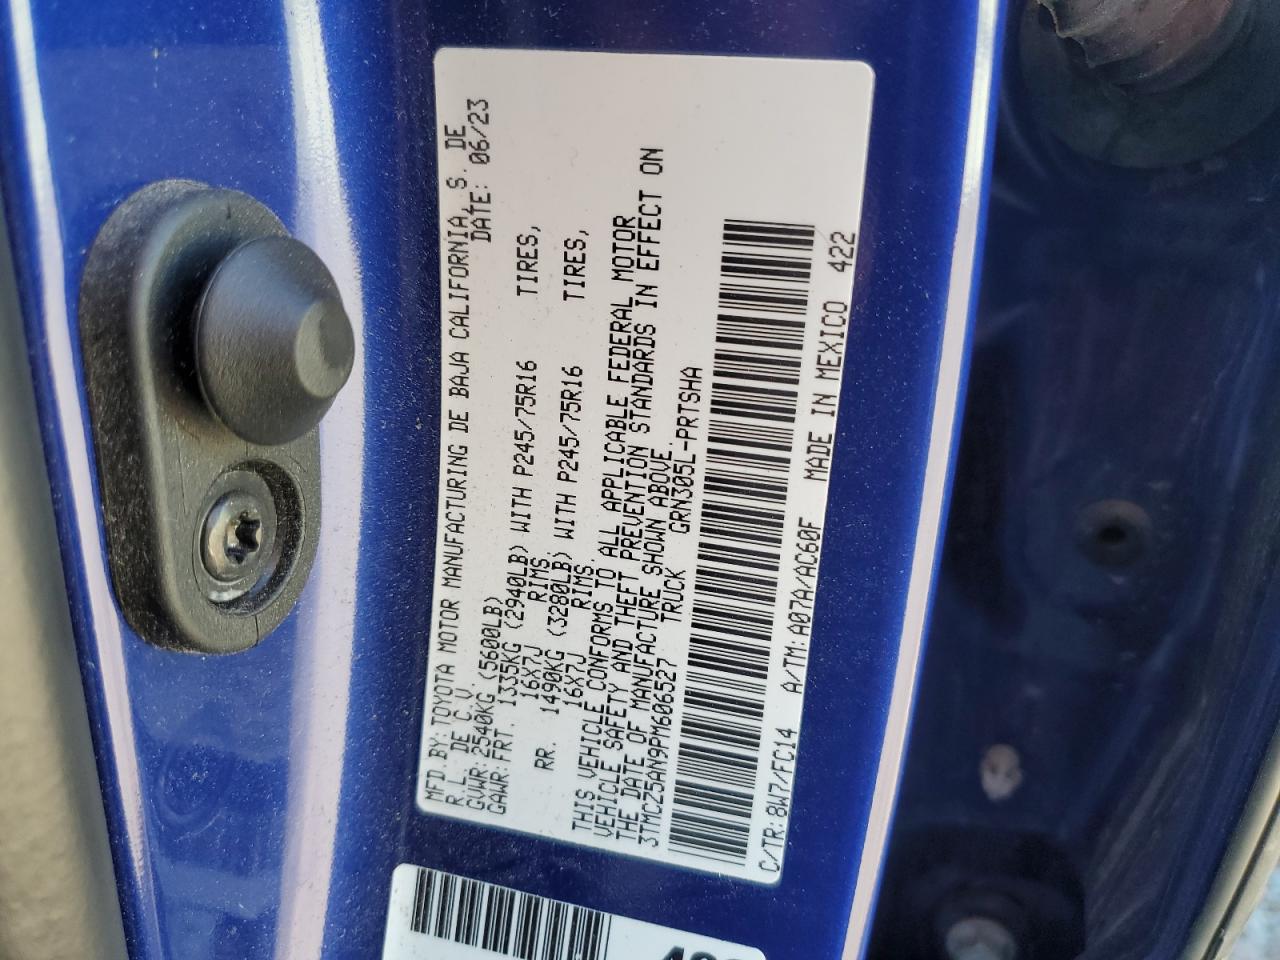 MFD BY: TOYOTA MOTOR MANUFACTURING DE BAJA CALIFORNIA, S. DE
R.L. DE C.V. DATE: 06/23
GVWR: 2540KG (5600LB)
GAWR: FRT. 1335KG (2940LB) WITH P245/75R16 TIRES,
16X7J RIMS
RR. 1490KG (3280LB) WITH P245/75R16 TIRES,
16X7J RIMS
THIS VEHICLE CONFORMS TO ALL APPLICABLE FEDERAL MOTOR
VEHICLE SAFETY AND THEFT PREVENTION STANDARDS IN EFFECT ON
THE DATE OF MANUFACTURE SHOWN ABOVE.
3TMCZ5AN9PM606527 TRUCK GRN305L-PRTSHA
C/TR: 8W7/FC14 A/TM: A07A/AC60F MADE IN MEXICO 422